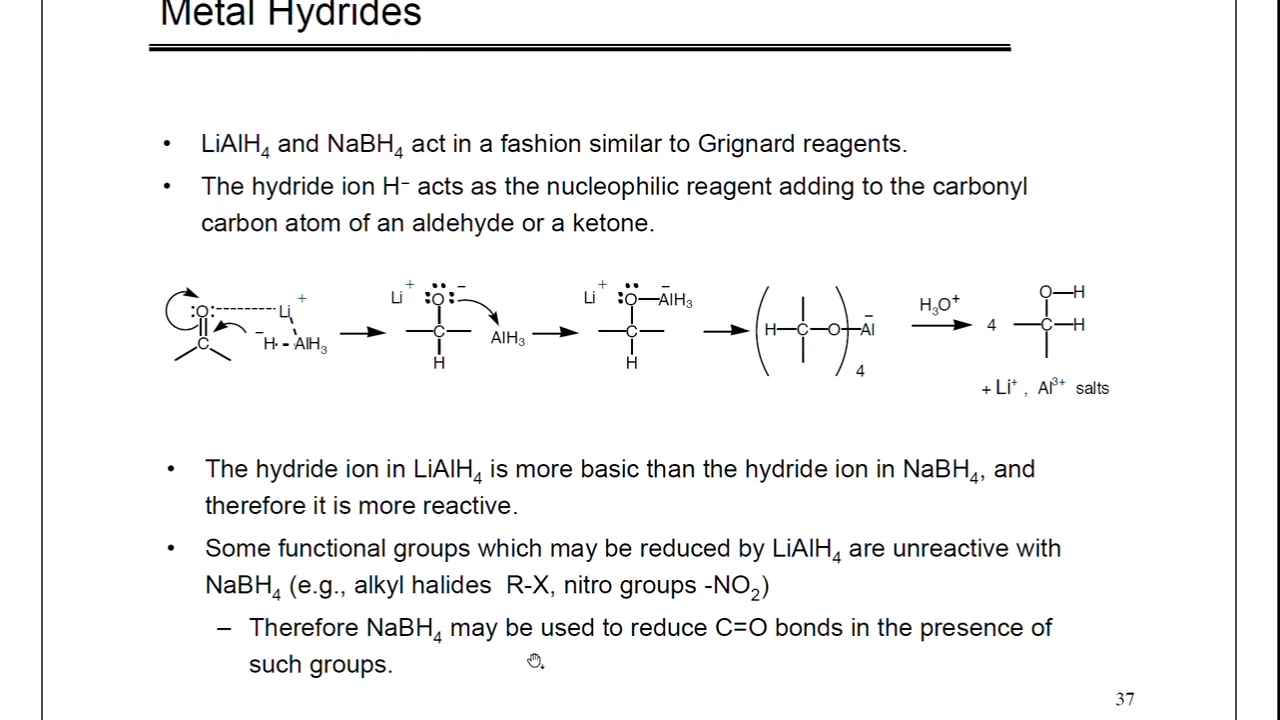 Metal Hydrides
• LiAlH₄ and NaBH₄ act in a fashion similar to Grignard reagents.
• The hydride ion H⁻ acts as the nucleophilic reagent adding to the carbonyl
carbon atom of an aldehyde or a ketone.
:O: Li + C H - AlH₃
Li + :O: − C H AlH₃
Li + :O—AlH₃ − C H
( H—C—O )₄ Al −
H₃O⁺
4 O—H C—H
+ Li⁺ , Al³⁺ salts
• The hydride ion in LiAlH₄ is more basic than the hydride ion in NaBH₄, and
therefore it is more reactive.
• Some functional groups which may be reduced by LiAlH₄ are unreactive with
NaBH₄ (e.g., alkyl halides R-X, nitro groups -NO₂)
– Therefore NaBH₄ may be used to reduce C=O bonds in the presence of
such groups.
37